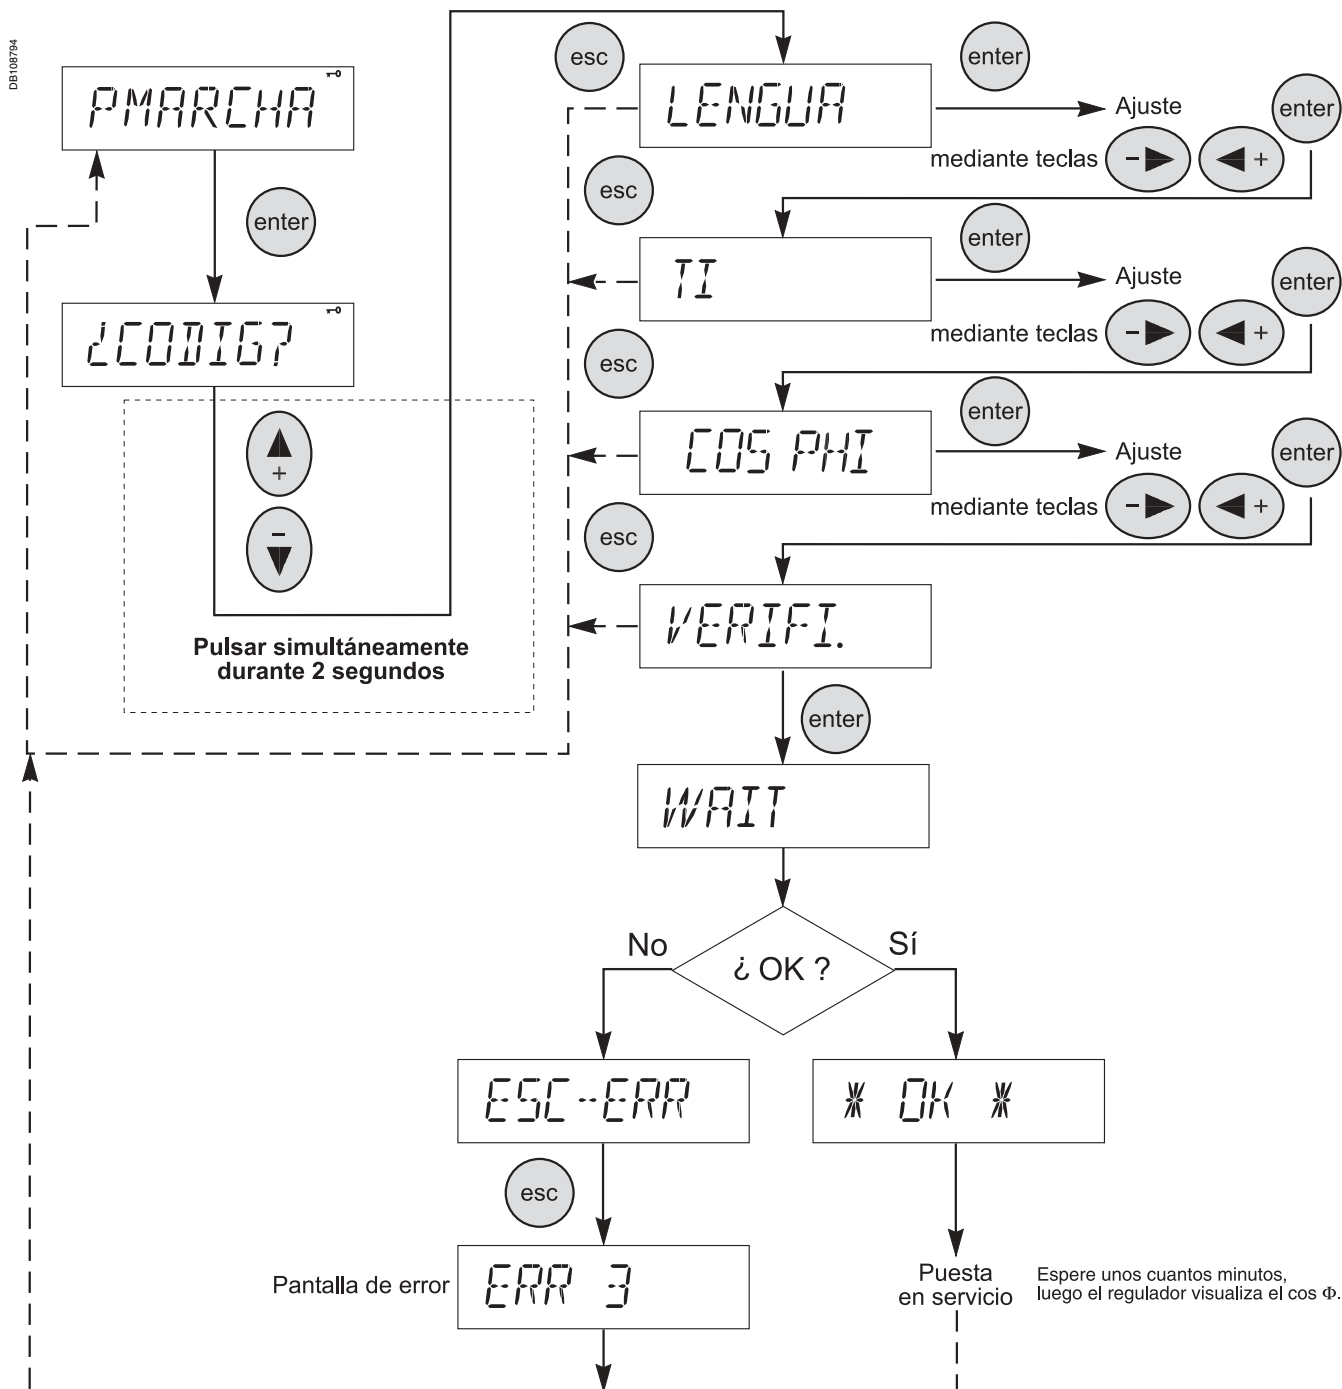 DB108794
PMARCHA
enter
¿CODIG?
+
-
Pulsar simultáneamente
durante 2 segundos
esc
LENGUA
enter
Ajuste
enter
mediante teclas - +
esc
TI
enter
Ajuste
enter
mediante teclas - +
esc
COS PHI
enter
Ajuste
enter
mediante teclas - +
esc
VERIFI.
enter
WAIT
No
¿ OK ?
Sí
ESC-ERR
* OK *
esc
Pantalla de error
ERR 3
Puesta
en servicio
Espere unos cuantos minutos,
luego el regulador visualiza el cos Φ.